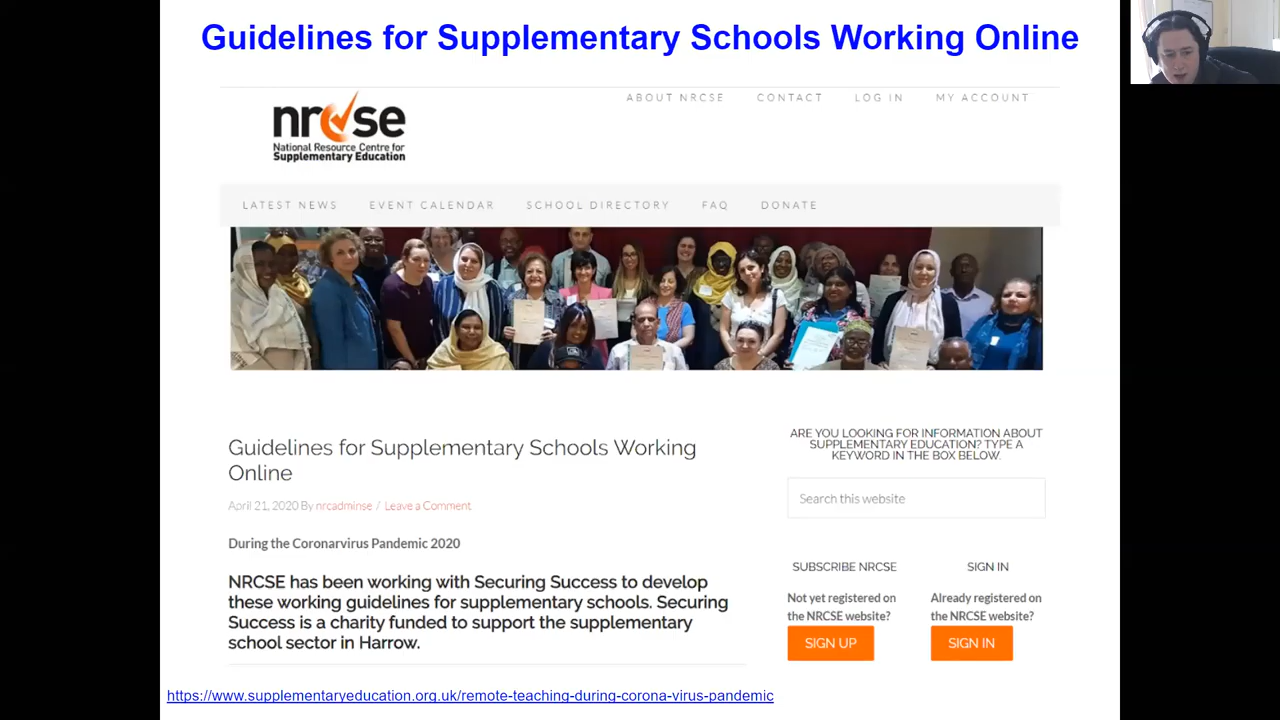 Guidelines for Supplementary Schools Working Online
nrcse
National Resource Centre for
Supplementary Education
ABOUT NRCSE CONTACT LOG IN MY ACCOUNT
LATEST NEWS EVENT CALENDAR SCHOOL DIRECTORY FAQ DONATE
Guidelines for Supplementary Schools Working
Online
April 21, 2020 By nrcadminse / Leave a Comment
During the Coronarvirus Pandemic 2020
NRCSE has been working with Securing Success to develop
these working guidelines for supplementary schools. Securing
Success is a charity funded to support the supplementary
school sector in Harrow.
ARE YOU LOOKING FOR INFORMATION ABOUT
SUPPLEMENTARY EDUCATION? TYPE A
KEYWORD IN THE BOX BELOW.
Search this website
SUBSCRIBE NRCSE
Not yet registered on
the NRCSE website?
SIGN UP
SIGN IN
Already registered on
the NRCSE website?
SIGN IN
https://www.supplementaryeducation.org.uk/remote-teaching-during-corona-virus-pandemic